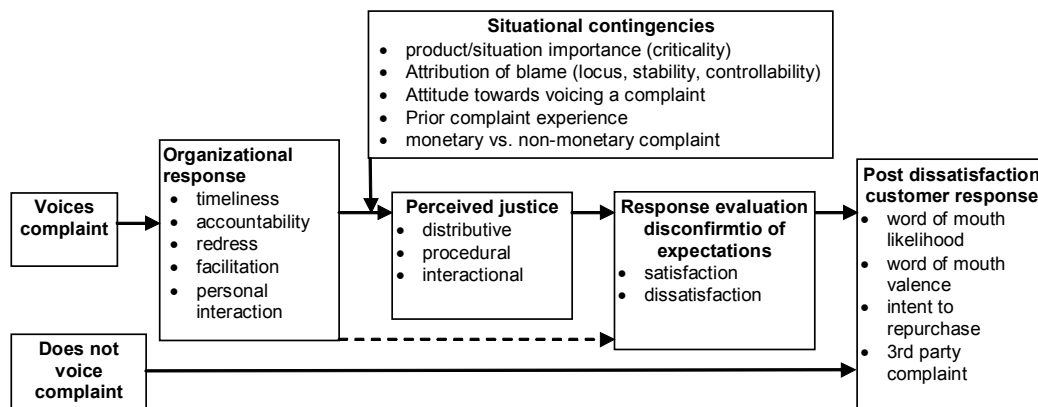 Situational contingencies
• product/situation importance (criticality)
• Attribution of blame (locus, stability, controllability)
• Attitude towards voicing a complaint
• Prior complaint experience
• monetary vs. non-monetary complaint
Voices
complaint
Organizational
response
• timeliness
• accountability
• redress
• facilitation
• personal
interaction
Perceived justice
• distributive
• procedural
• interactional
Response evaluation
disconfirmtio of
expectations
• satisfaction
• dissatisfaction
Post dissatisfaction
customer response
• word of mouth
likelihood
• word of mouth
valence
• intent to
repurchase
• 3rd party
complaint
Does not
voice
complaint